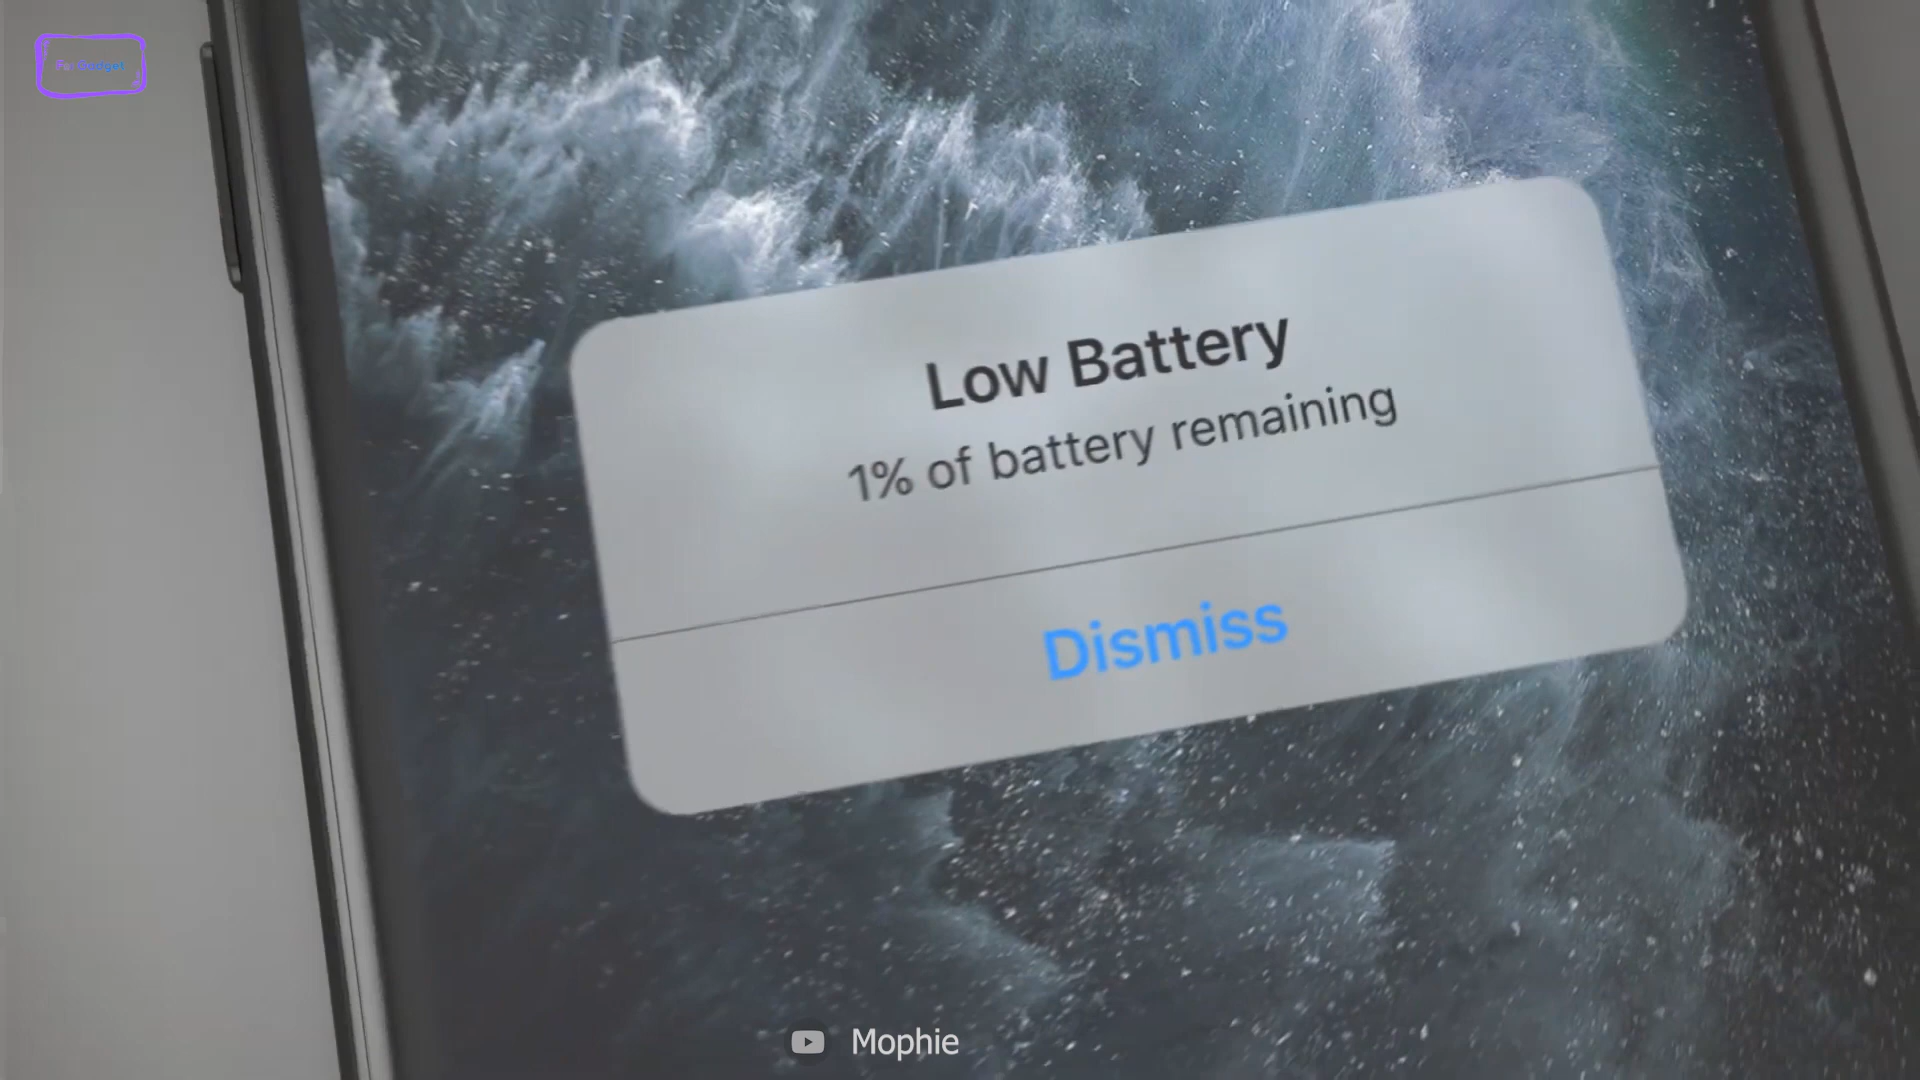 Low Battery
1% of battery remaining
Dismiss
Mophie